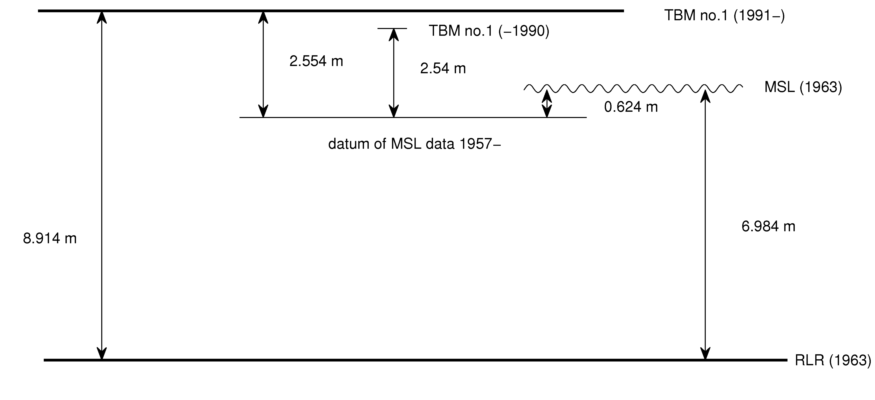 TBM no.1 (1991−)
TBM no.1 (−1990)
2.554 m
2.54 m
MSL (1963)
0.624 m
datum of MSL data 1957−
6.984 m
8.914 m
RLR (1963)